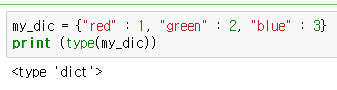 my_dic = {"red" : 1, "green" : 2, "blue" : 3}
print (type(my_dic))
<type 'dict'>